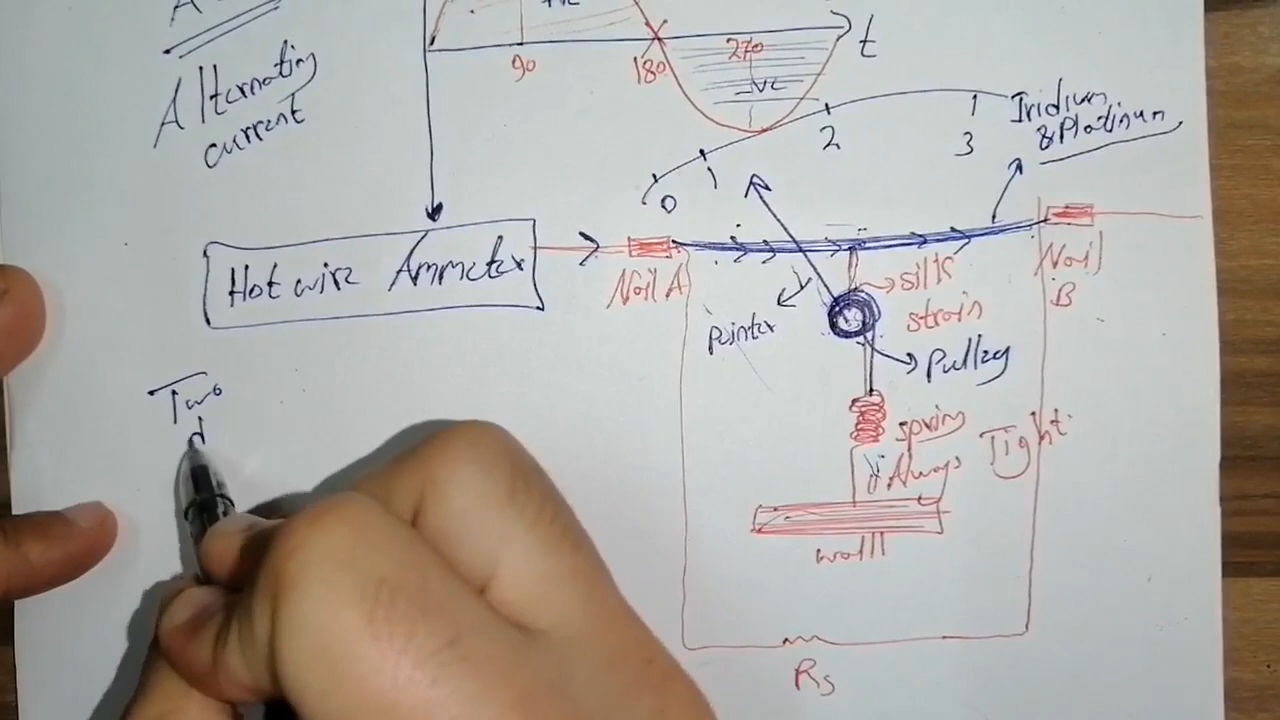 Alternating
current
90
180
270
-ve
t
0
1
2
3
Iridium
& Platinum
Hot wire Ammeter
Nail A
Nail
B
silk
strain
Pointer
Pulley
spring
Always
Tight
wall
Rs
Two
d